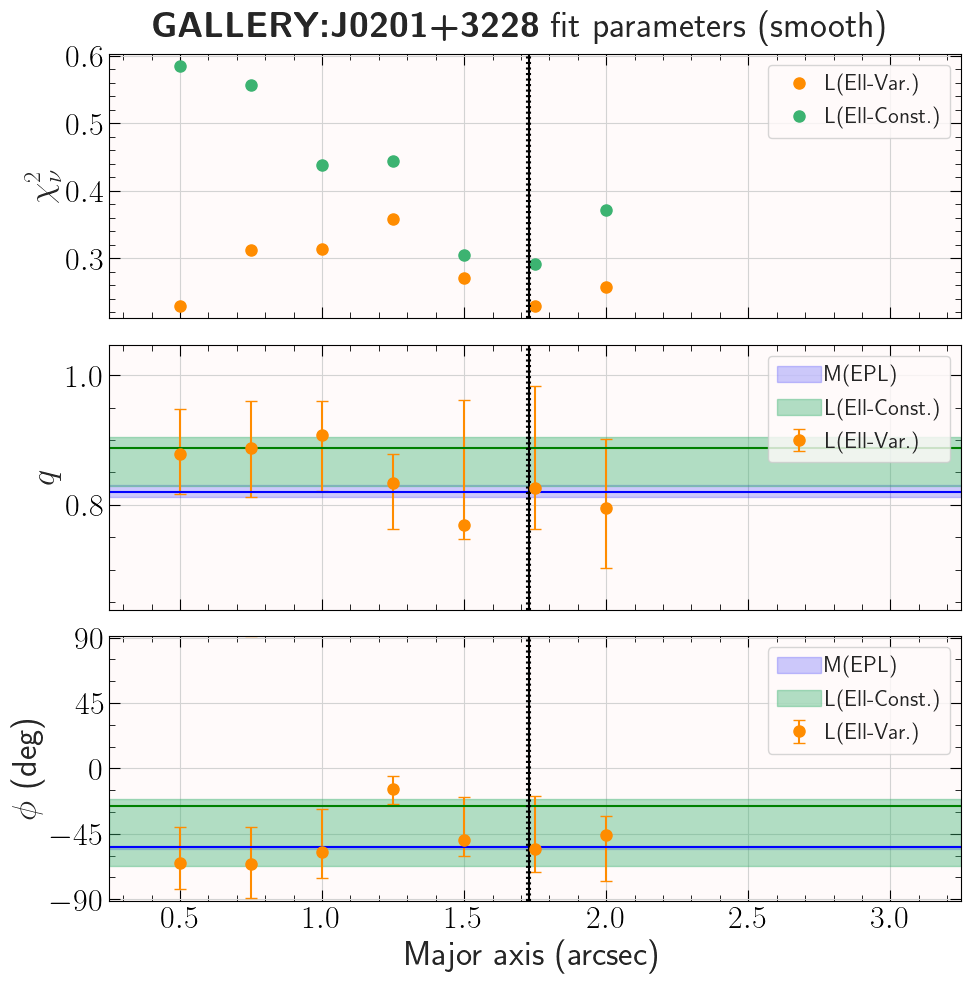 GALLERY:J0201+3228 fit parameters (smooth)
0.6
0.5
0.4
0.3
χ²ᵥ
L(Ell-Var.)
L(Ell-Const.)
1.0
0.8
q
M(EPL)
L(Ell-Const.)
L(Ell-Var.)
90
45
0
−45
−90
ϕ (deg)
M(EPL)
L(Ell-Const.)
L(Ell-Var.)
0.5 1.0 1.5 2.0 2.5 3.0
Major axis (arcsec)